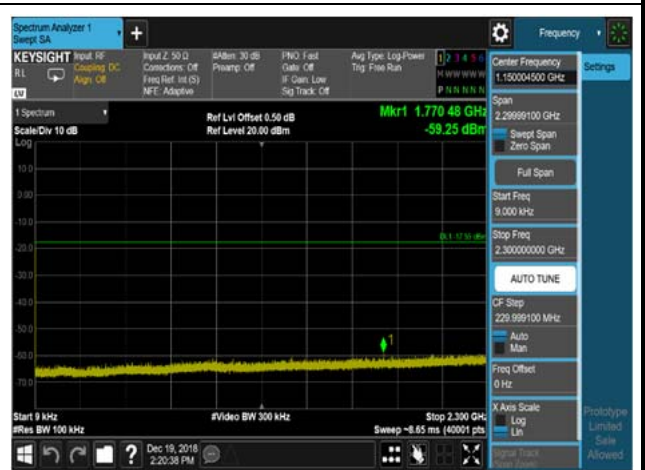 Spectrum Analyzer 1
Swept SA
+
Frequency
KEYSIGHT
RL
LV
Input: RF
Coupling: DC
Align: Off
Input Z: 50 Ω
Corrections: Off
Freq Ref: Int (S)
NFE: Adaptive
#Atten: 30 dB
Preamp: Off
PNO: Fast
Gate: Off
IF Gain: Low
Sig Track: Off
Avg Type: Log-Power
Trig: Free Run
1 2 3 4 5 6
M W W W W W
P N N N N N
1 Spectrum
Scale/Div 10 dB
Log
Ref Lvl Offset 0.50 dB
Ref Level 20.00 dBm
Mkr1 1.770 48 GHz
-59.25 dBm
10.0
0.00
-10.0
-20.0
-30.0
-40.0
-50.0
-60.0
-70.0
DL1 -17.55 dBm
1
Start 9 kHz
#Res BW 100 kHz
#Video BW 300 kHz
Stop 2.300 GHz
Sweep ~8.65 ms (40001 pts
Center Frequency
1.150004500 GHz
Settings
Span
2.29999100 GHz
Swept Span
Zero Span
Full Span
Start Freq
9.000 kHz
Stop Freq
2.300000000 GHz
AUTO TUNE
CF Step
229.999100 MHz
Auto
Man
Freq Offset
0 Hz
X Axis Scale
Log
Lin
Signal Track
Prototype
Limited
Sale
Allowed
?
Dec 19, 2018
2:20:38 PM